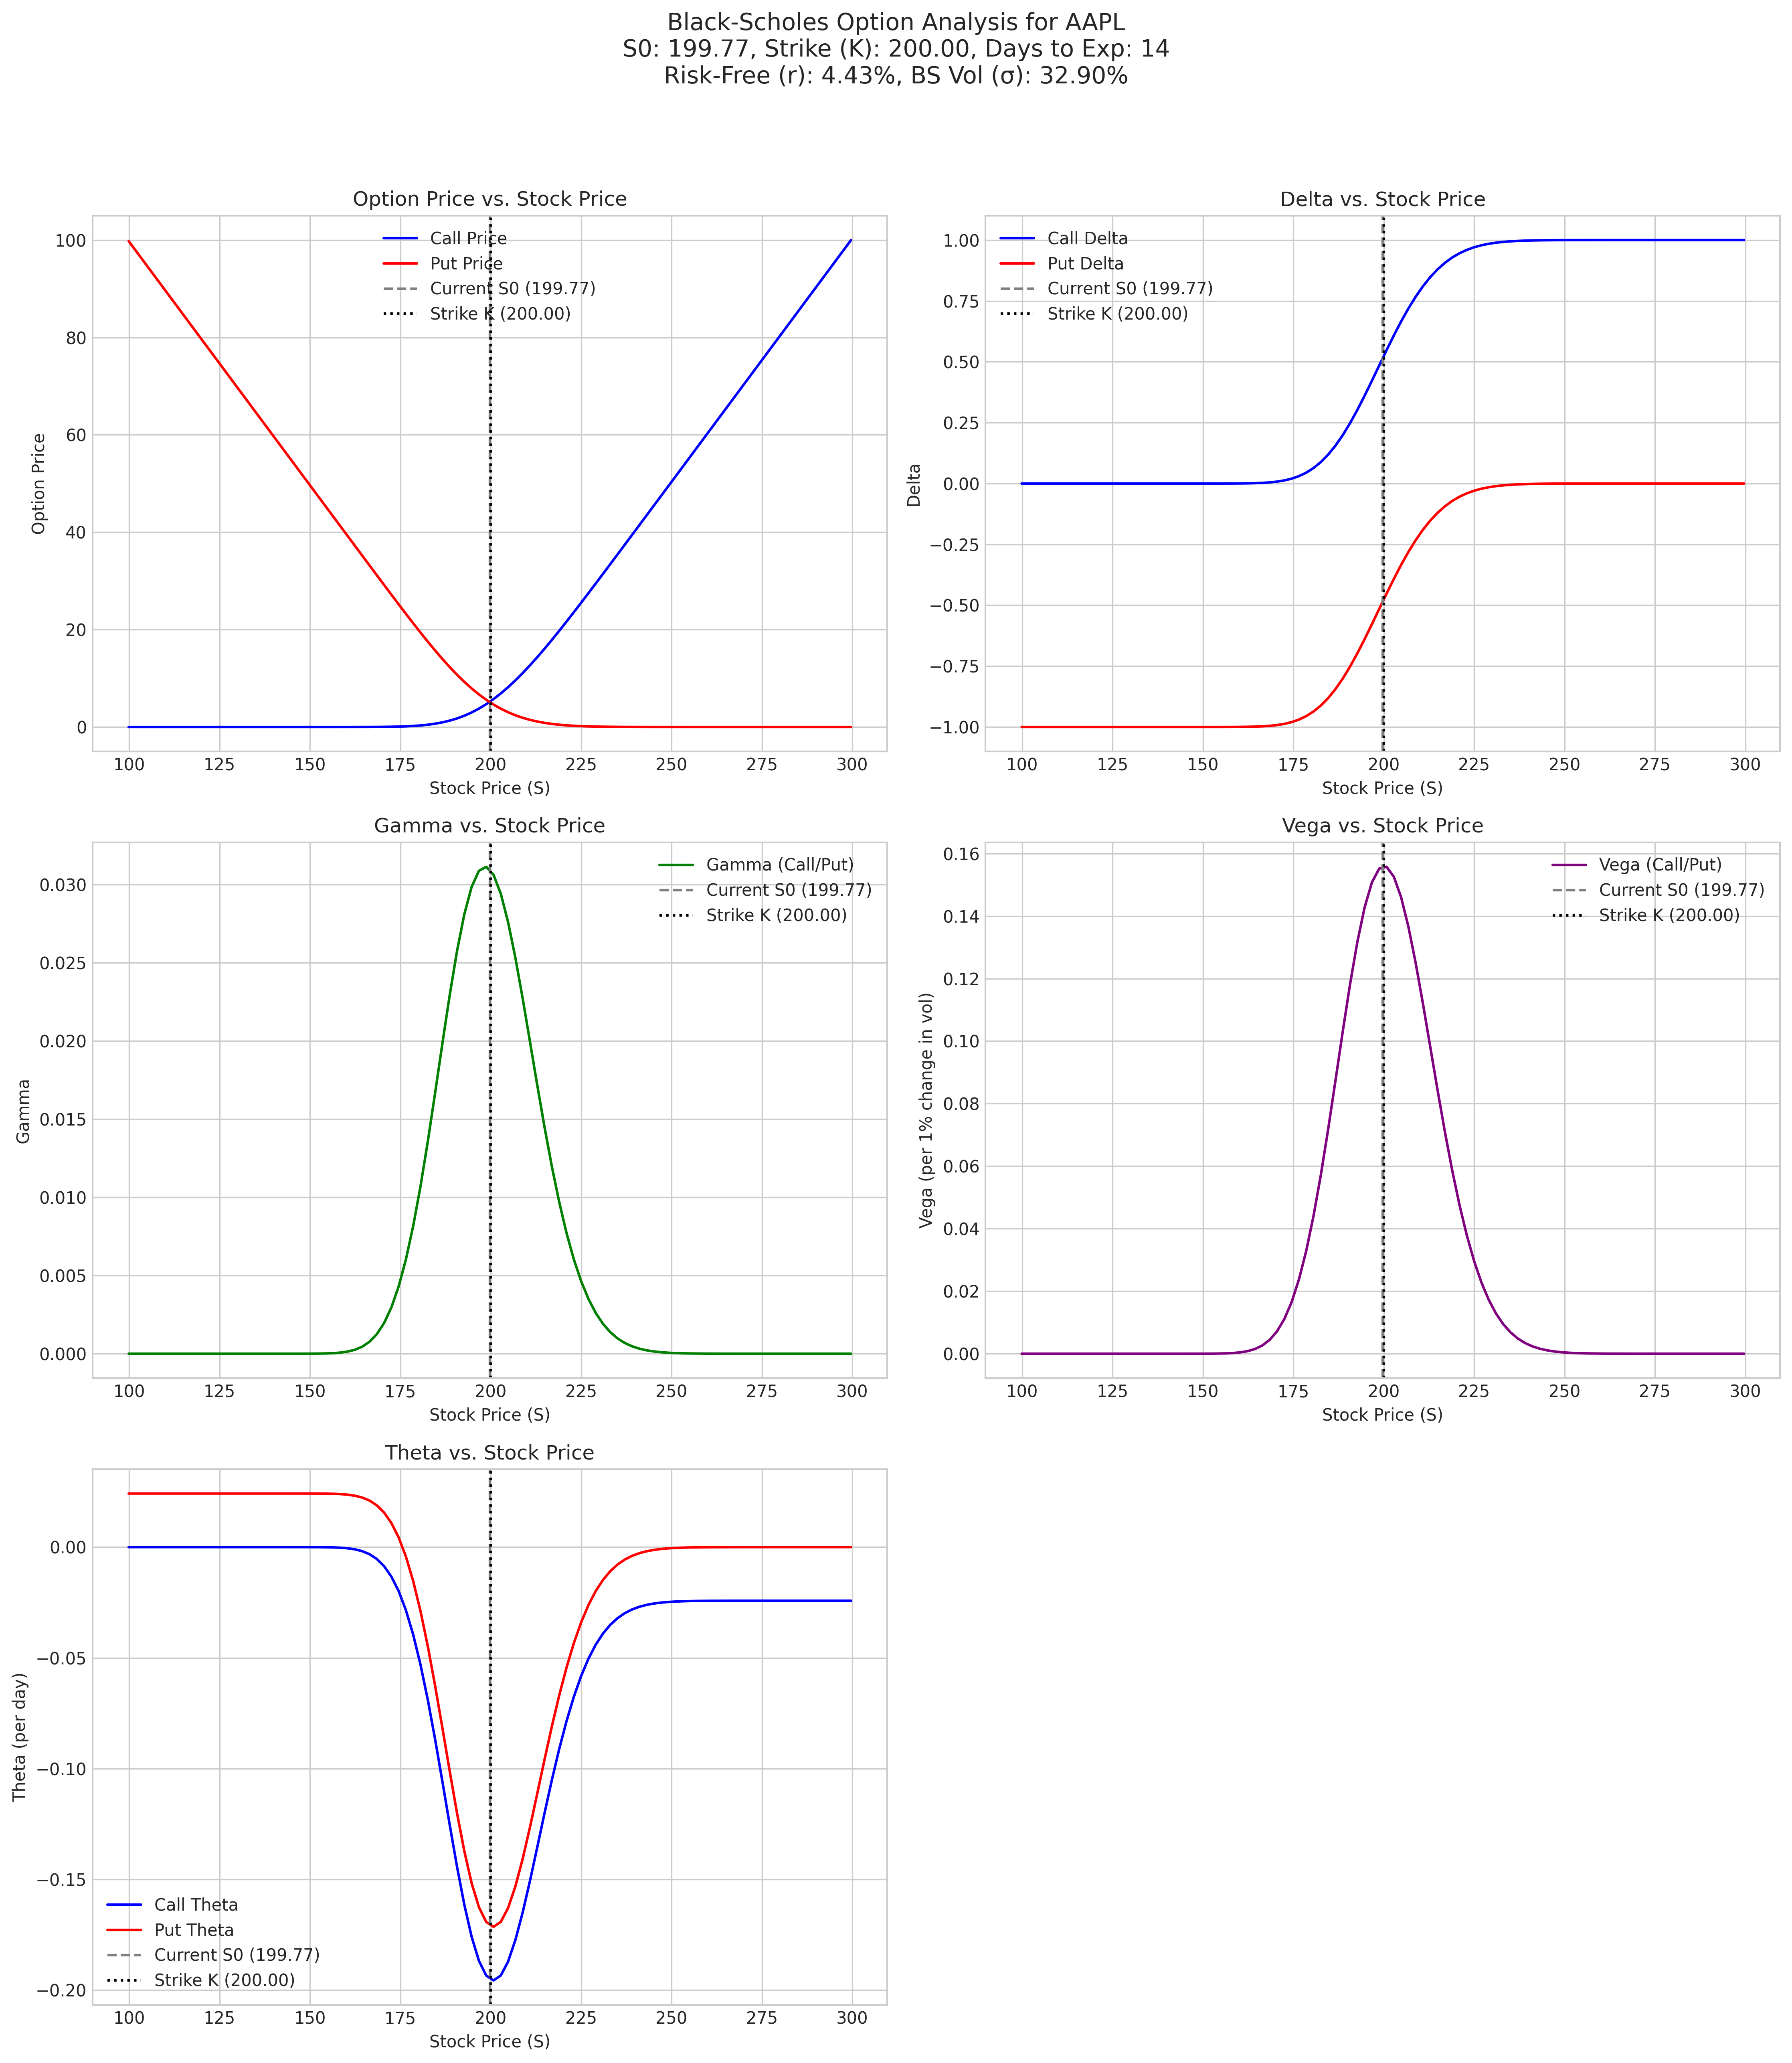 Black-Scholes Option Analysis for AAPL
S0: 199.77, Strike (K): 200.00, Days to Exp: 14
Risk-Free (r): 4.43%, BS Vol (σ): 32.90%
Option Price vs. Stock Price
Call Price
Put Price
Current S0 (199.77)
Strike K (200.00)
Option Price
100
80
60
40
20
0
100 125 150 175 200 225 250 275 300
Stock Price (S)
Delta vs. Stock Price
Call Delta
Put Delta
Current S0 (199.77)
Strike K (200.00)
Delta
1.00
0.75
0.50
0.25
0.00
−0.25
−0.50
−0.75
−1.00
100 125 150 175 200 225 250 275 300
Stock Price (S)
Gamma vs. Stock Price
Gamma (Call/Put)
Current S0 (199.77)
Strike K (200.00)
Gamma
0.030
0.025
0.020
0.015
0.010
0.005
0.000
100 125 150 175 200 225 250 275 300
Stock Price (S)
Vega vs. Stock Price
Vega (Call/Put)
Current S0 (199.77)
Strike K (200.00)
Vega (per 1% change in vol)
0.16
0.14
0.12
0.10
0.08
0.06
0.04
0.02
0.00
100 125 150 175 200 225 250 275 300
Stock Price (S)
Theta vs. Stock Price
Theta (per day)
0.00
−0.05
−0.10
−0.15
−0.20
Call Theta
Put Theta
Current S0 (199.77)
Strike K (200.00)
100 125 150 175 200 225 250 275 300
Stock Price (S)